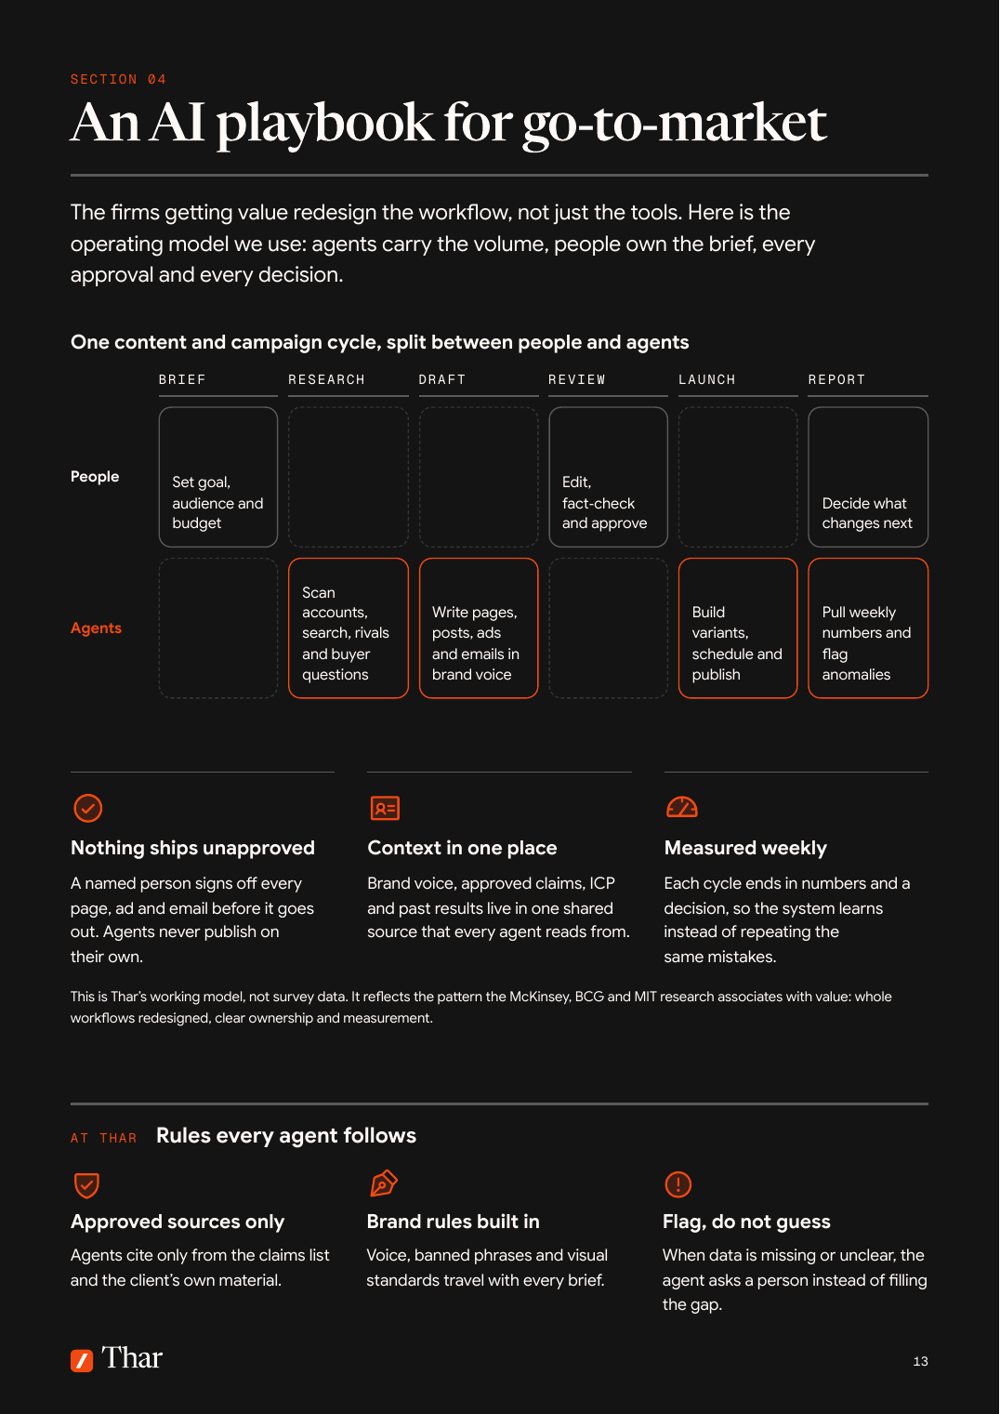 SECTION 04
An AI playbook for go-to-market
The firms getting value redesign the workflow, not just the tools. Here is the
operating model we use: agents carry the volume, people own the brief, every
approval and every decision.
One content and campaign cycle, split between people and agents
BRIEF
RESEARCH
DRAFT
REVIEW
LAUNCH
REPORT
People
Set goal,
audience and
budget
Edit,
fact-check
and approve
Decide what
changes next
Agents
Scan
accounts,
search, rivals
and buyer
questions
Write pages,
posts, ads
and emails in
brand voice
Build
variants,
schedule and
publish
Pull weekly
numbers and
flag
anomalies
Nothing ships unapproved
A named person signs off every
page, ad and email before it goes
out. Agents never publish on
their own.
Context in one place
Brand voice, approved claims, ICP
and past results live in one shared
source that every agent reads from.
Measured weekly
Each cycle ends in numbers and a
decision, so the system learns
instead of repeating the
same mistakes.
This is Thar’s working model, not survey data. It reflects the pattern the McKinsey, BCG and MIT research associates with value: whole
workflows redesigned, clear ownership and measurement.
AT THAR Rules every agent follows
Approved sources only
Agents cite only from the claims list
and the client’s own material.
Brand rules built in
Voice, banned phrases and visual
standards travel with every brief.
Flag, do not guess
When data is missing or unclear, the
agent asks a person instead of filling
the gap.
Thar
13